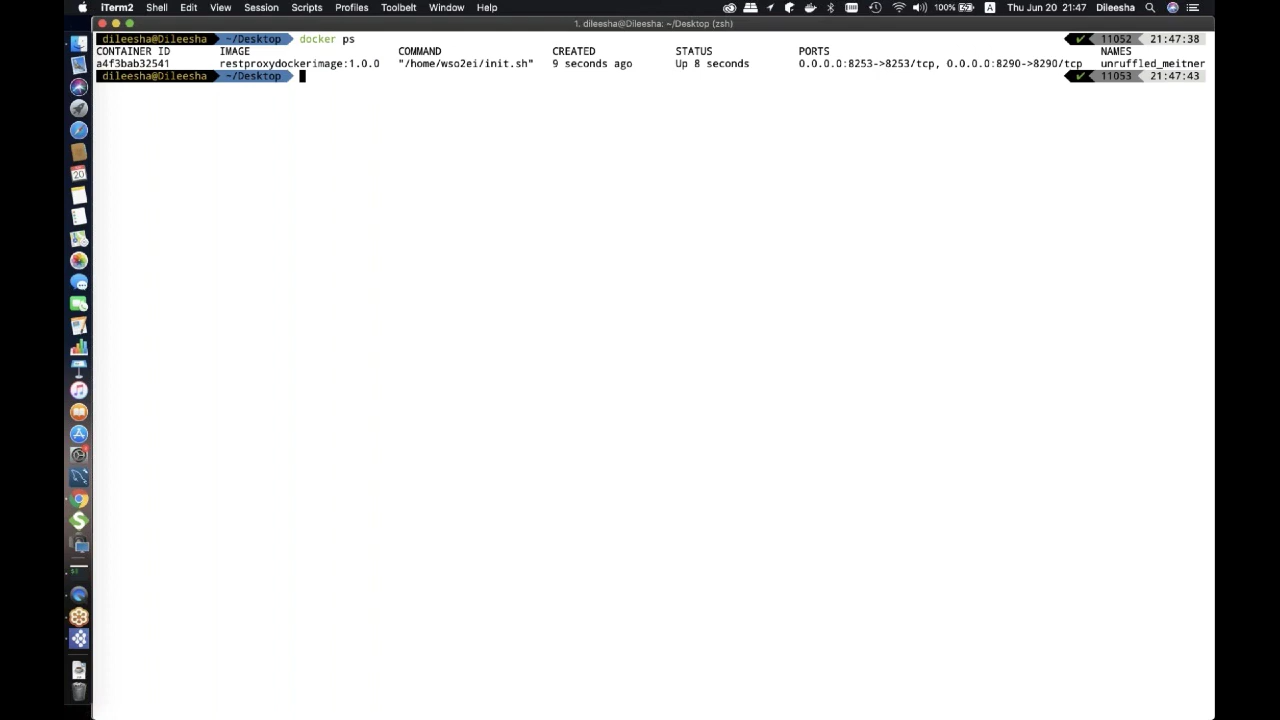 iTerm2 Shell Edit View Session Scripts Profiles Toolbelt Window Help 100% A Thu Jun 20 21:47 Dileesha
1. dileesha@Dileesha: ~/Desktop (zsh)
dileesha@Dileesha ~/Desktop docker ps ✔ 11052 21:47:38
CONTAINER ID IMAGE COMMAND CREATED STATUS PORTS NAMES
a4f3bab32541 restproxydockerimage:1.0.0 "/home/wso2ei/init.sh" 9 seconds ago Up 8 seconds 0.0.0.0:8253->8253/tcp, 0.0.0.0:8290->8290/tcp unruffled_meitner
dileesha@Dileesha ~/Desktop ✔ 11053 21:47:43
20